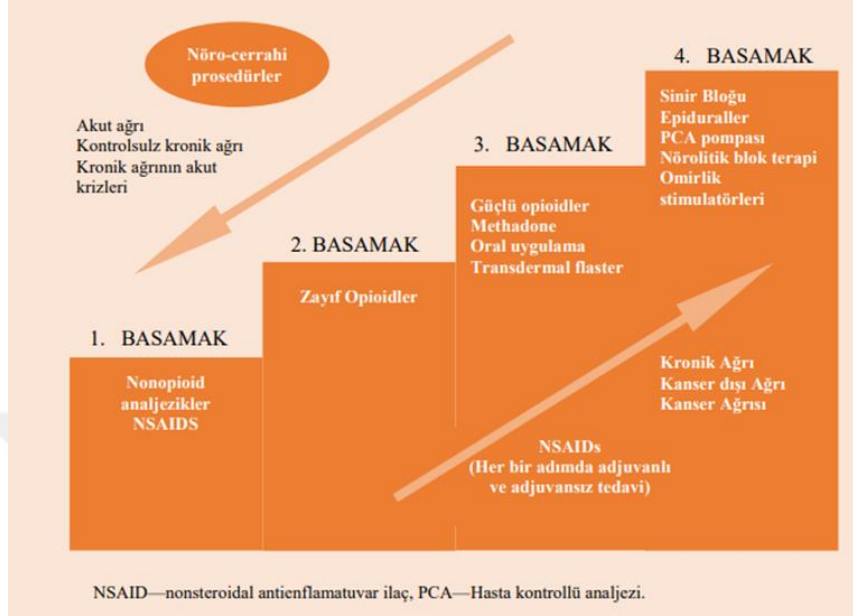 Nöro-cerrahi
prosedürler
Akut ağrı
Kontrolsulz kronik ağrı
Kronik ağrının akut
krizleri
1. BASAMAK
Nonopioid
analjezikler
NSAIDS
2. BASAMAK
Zayıf Opioidler
3. BASAMAK
Güçlü opioidler
Methadone
Oral uygulama
Transdermal flaster
4. BASAMAK
Sinir Bloğu
Epiduraller
PCA pompası
Nörolitik blok terapi
Omirlik
stimulatörleri
Kronik Ağrı
Kanser dışı Ağrı
Kanser Ağrısı
NSAIDs
(Her bir adımda adjuvanlı
ve adjuvansız tedavi)
NSAID—nonsteroidal antienflamatuvar ilaç, PCA—Hasta kontrollü analjezi.